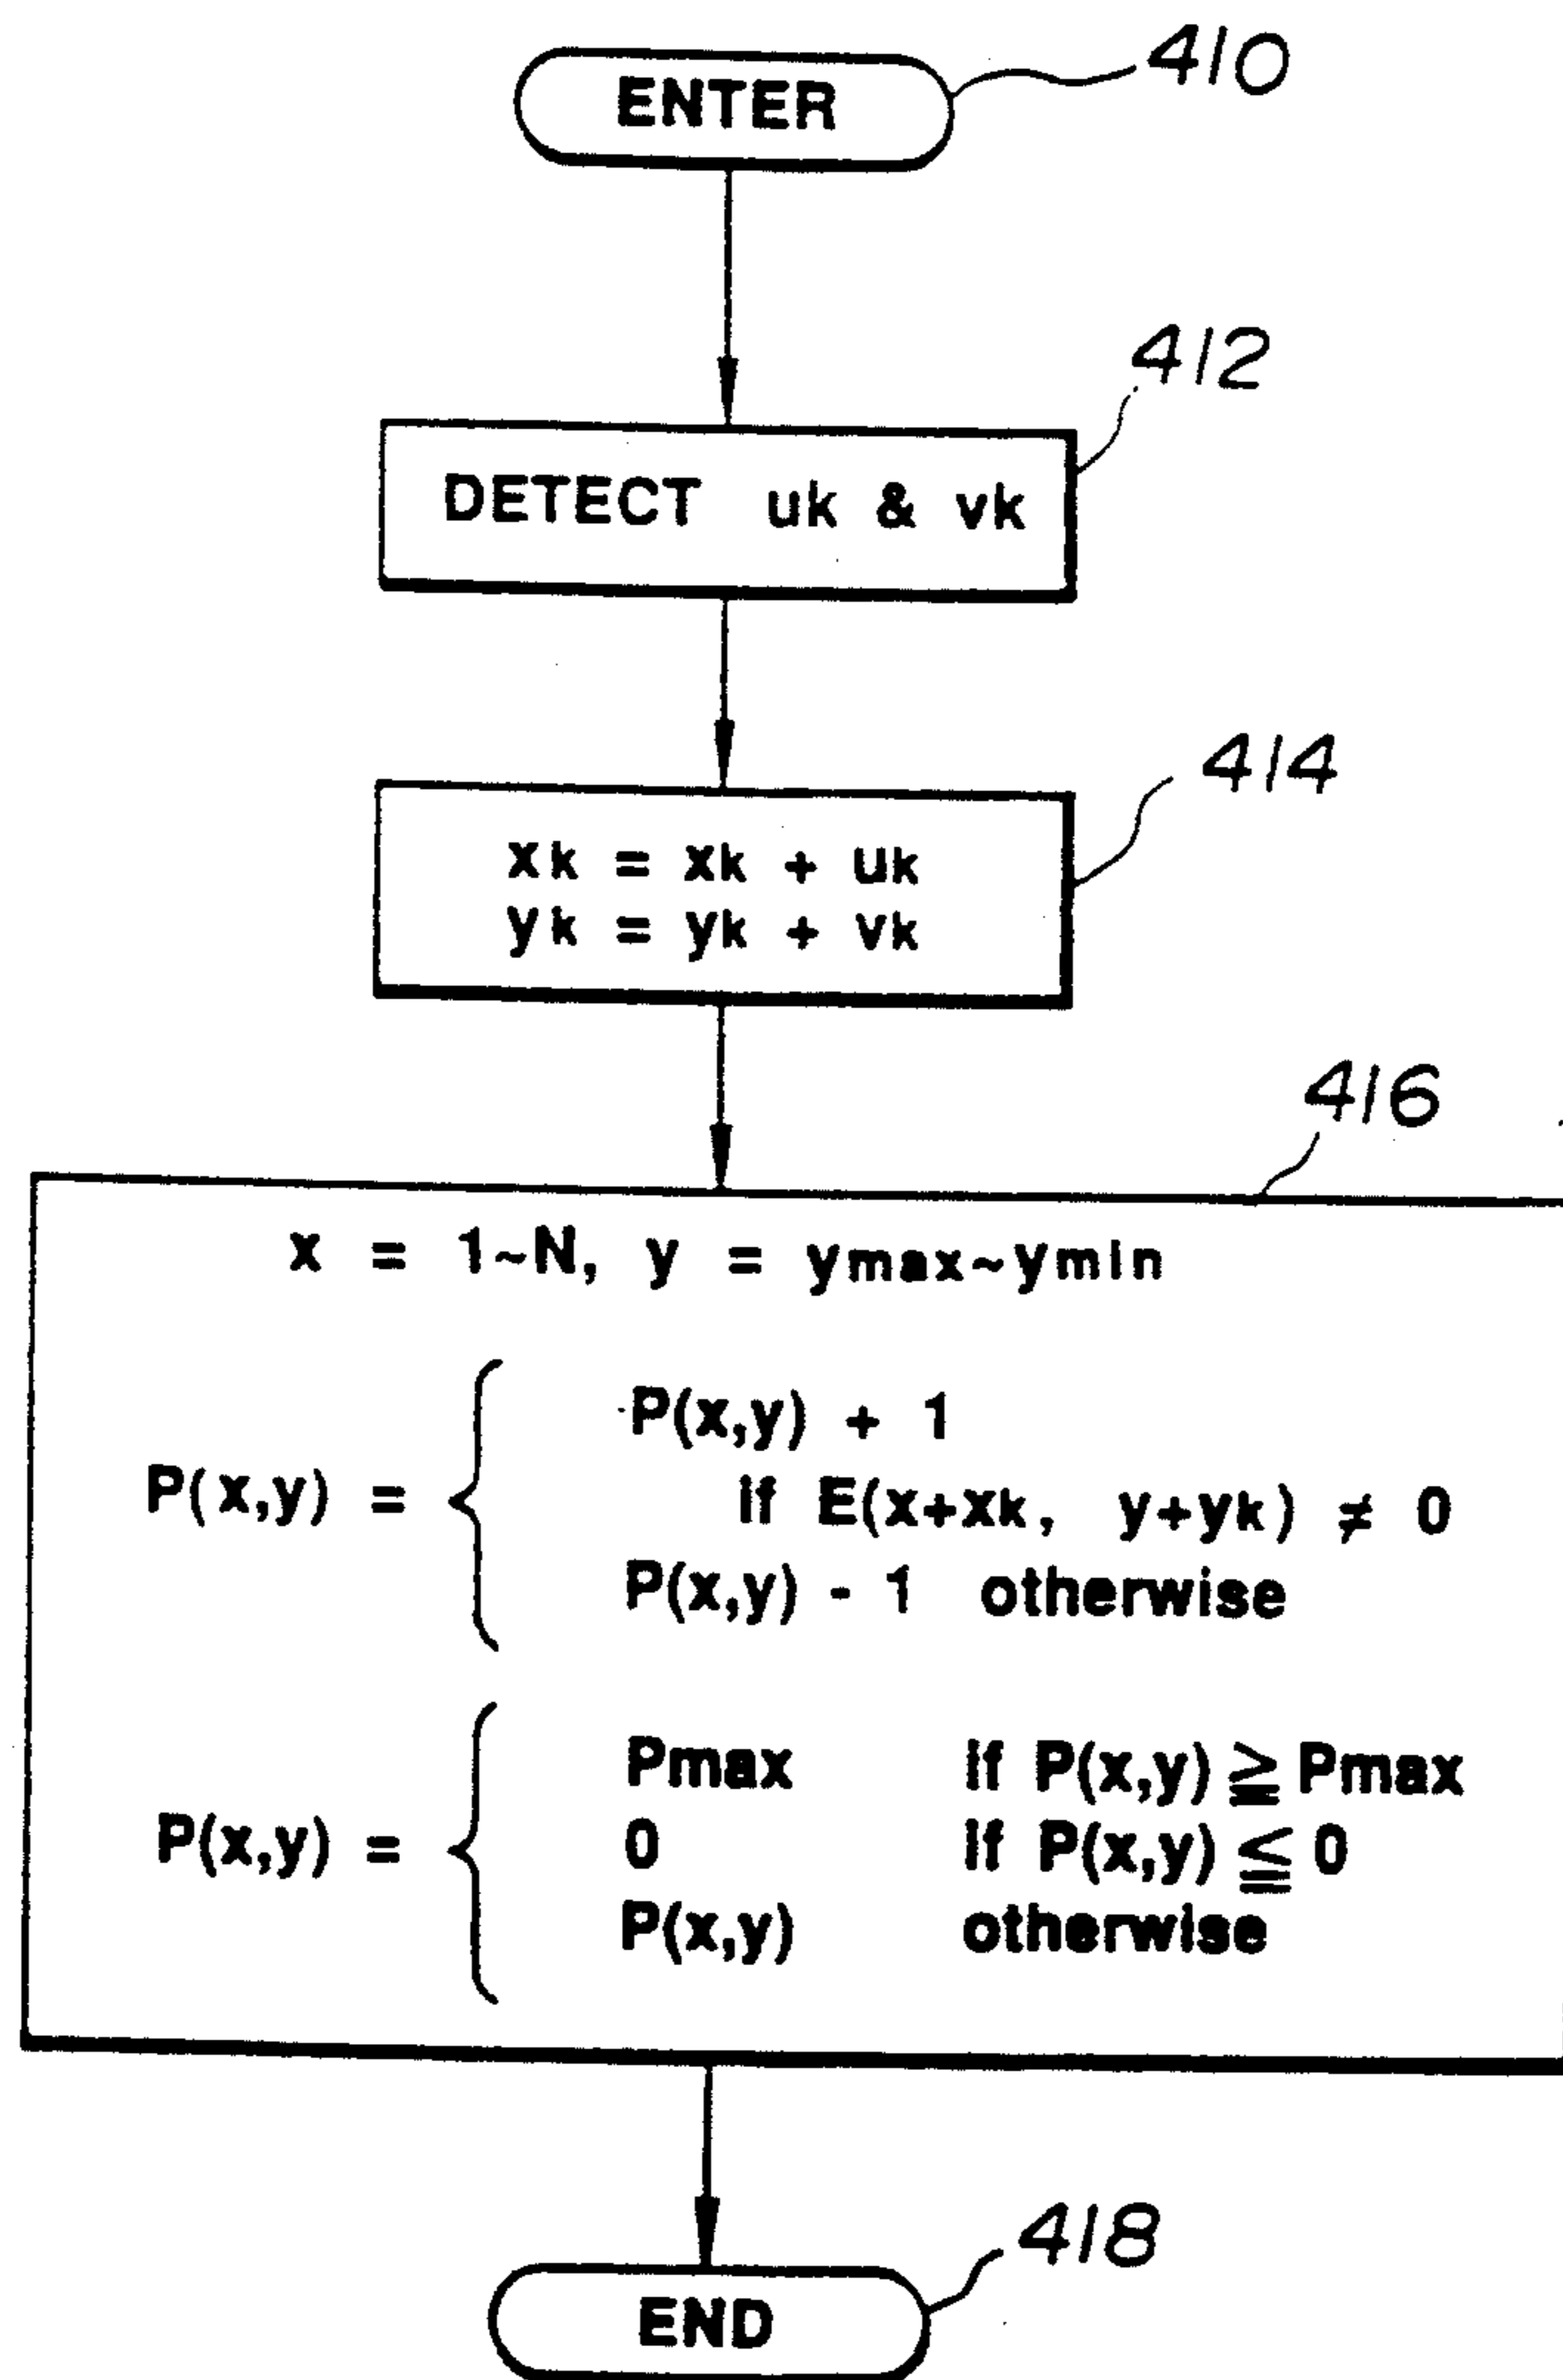 ENTER
410
412
DETECT uk & vk
414
xk = xk + uk
yk = yk + vk
416
x = 1~N, y = ymax~ymin
P(x,y) + 1
P(x,y) =
if E(x+xk, y+yk) ≠ 0
P(x,y) - 1 otherwise
Pmax if P(x,y) ≧ Pmax
P(x,y) = 0 if P(x,y) ≦ 0
P(x,y) otherwise
418
END